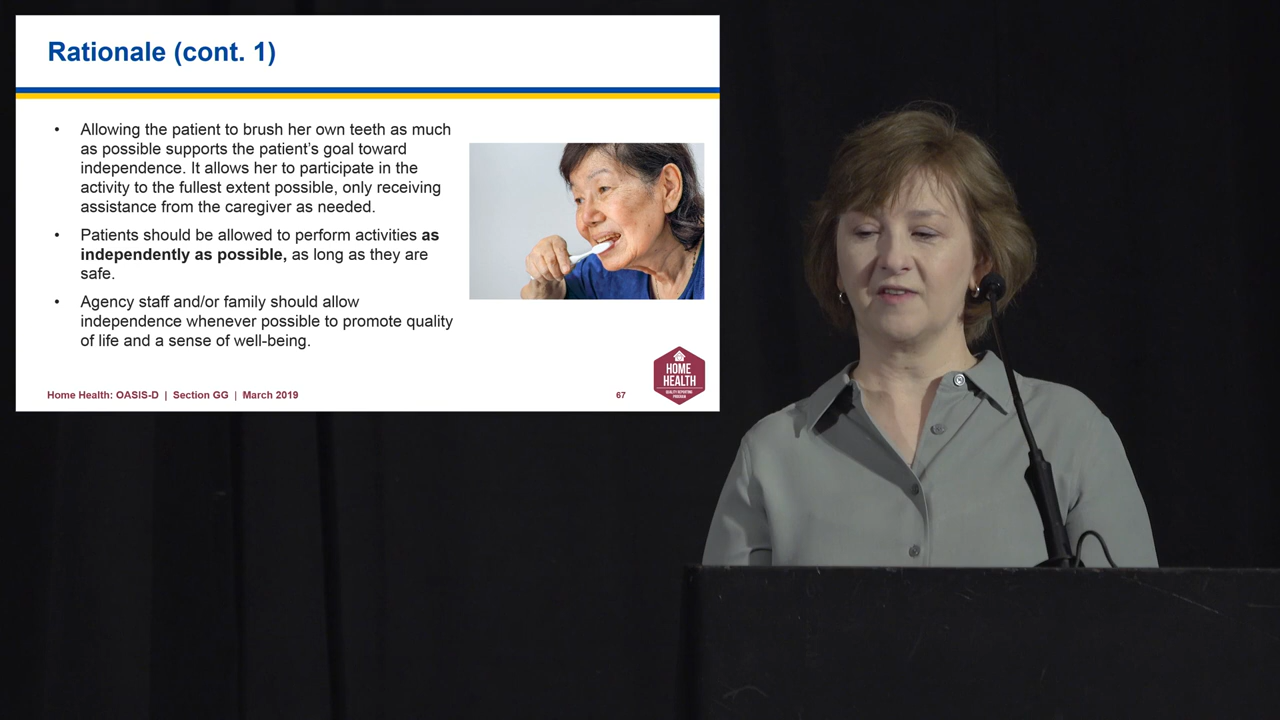 Rationale (cont. 1)
• Allowing the patient to brush her own teeth as much
as possible supports the patient's goal toward
independence. It allows her to participate in the
activity to the fullest extent possible, only receiving
assistance from the caregiver as needed.
• Patients should be allowed to perform activities as
independently as possible, as long as they are
safe.
• Agency staff and/or family should allow
independence whenever possible to promote quality
of life and a sense of well-being.
HOME
HEALTH
QUALITY REPORTING
PROGRAM
Home Health: OASIS-D | Section GG | March 2019
67